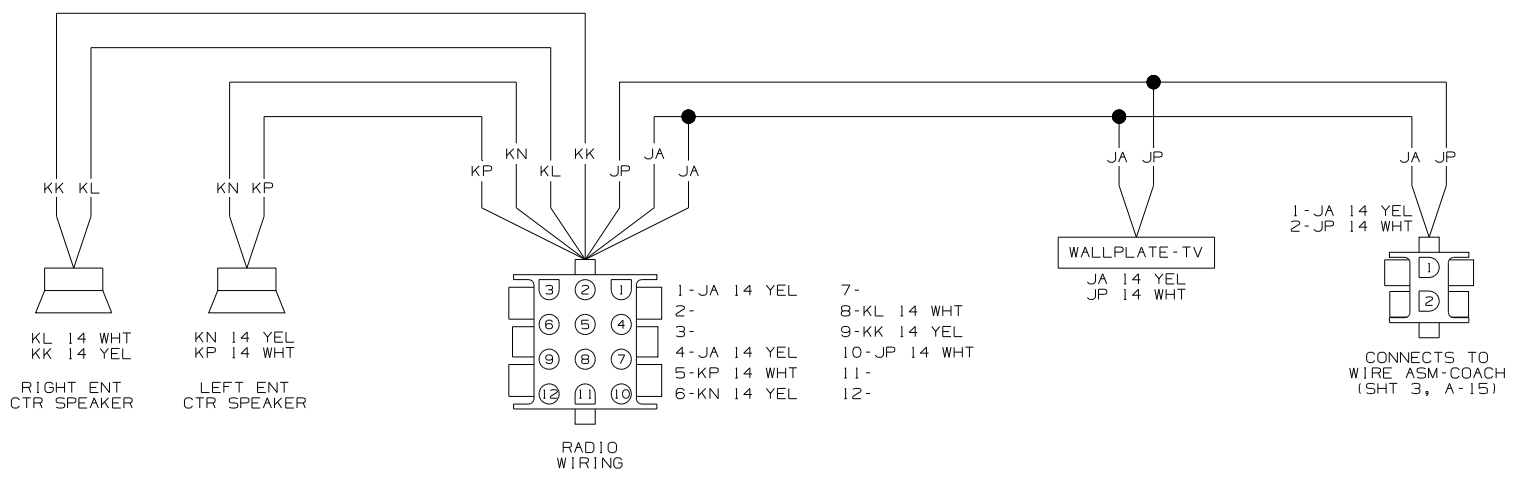 KP
KN
KL
KK
JP
JA
JA
KK KL
KN KP
JA JP
JA JP
1-JA 14 YEL
2-JP 14 WHT
WALLPLATE-TV
JA 14 YEL
JP 14 WHT
1
2
CONNECTS TO
WIRE ASM-COACH
(SHT 3, A-15)
KL 14 WHT
KK 14 YEL
RIGHT ENT
CTR SPEAKER
KN 14 YEL
KP 14 WHT
LEFT ENT
CTR SPEAKER
3 2 1
6 5 4
9 8 7
12 11 10
1-JA 14 YEL
2-
3-
4-JA 14 YEL
5-KP 14 WHT
6-KN 14 YEL
7-
8-KL 14 WHT
9-KK 14 YEL
10-JP 14 WHT
11-
12-
RADIO
WIRING